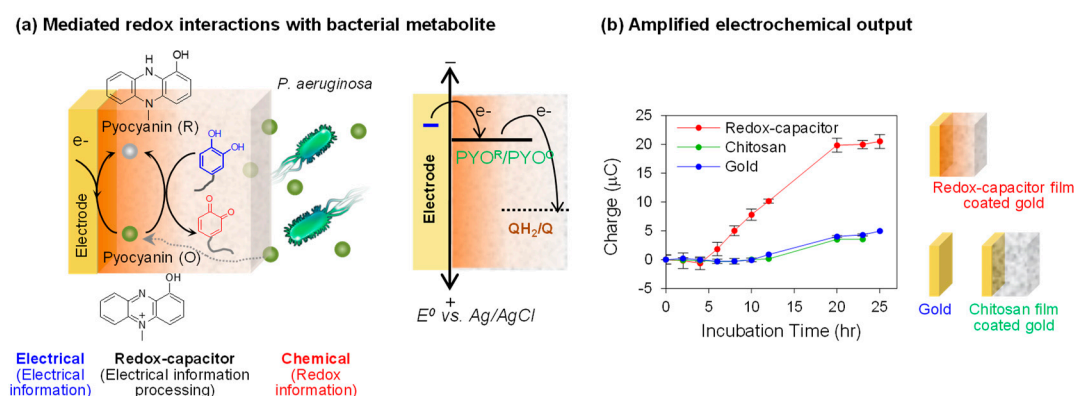 (a) Mediated redox interactions with bacterial metabolite
H
N
OH
N
Pyocyanin (R)
P. aeruginosa
e-
OH
OH
O
O
Electrode
Pyocyanin (O)
OH
N
N
+
Electrical
(Electrical
information)
Redox-capacitor
(Electrical information
processing)
Chemical
(Redox
information)
–
e-
e-
PYOᴿ/PYOᴼ
Electrode
QH₂/Q
+
E⁰ vs. Ag/AgCl
(b) Amplified electrochemical output
25
20
15
10
5
0
-5
Charge (μC)
Redox-capacitor
Chitosan
Gold
0 5 10 15 20 25
Incubation Time (hr)
Redox-capacitor film
coated gold
Gold
Chitosan film
coated gold